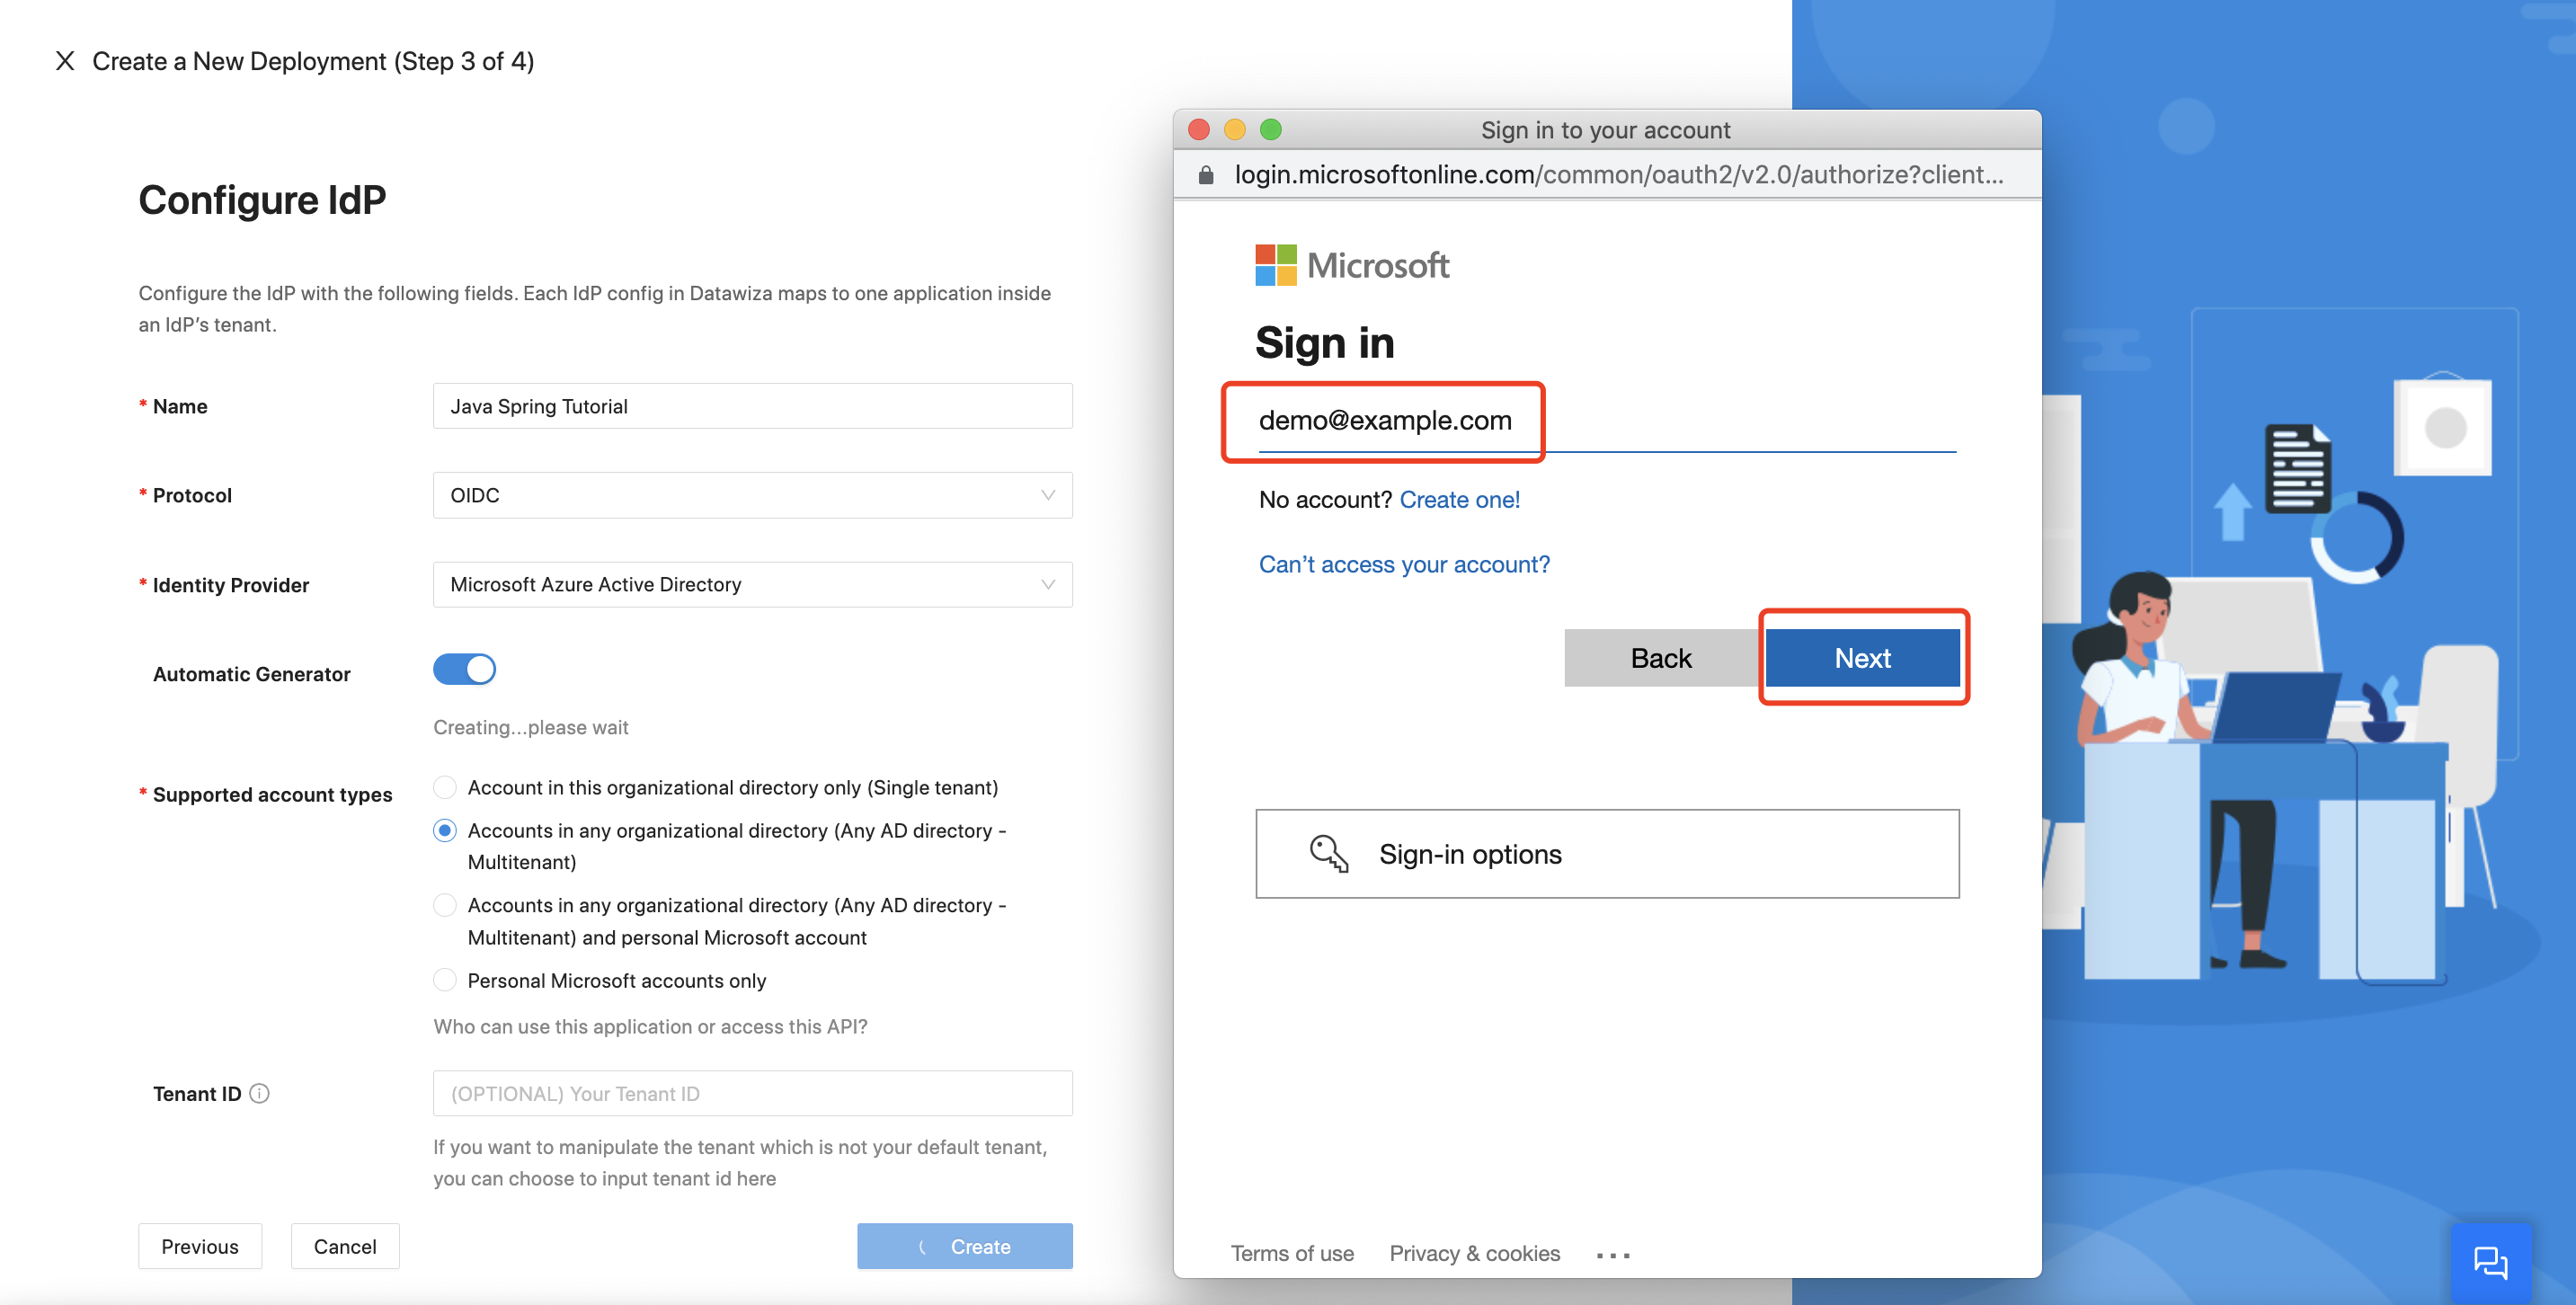 Create a New Deployment (Step 3 of 4)
Configure IdP
Configure the IdP with the following fields. Each IdP config in Datawiza maps to one application inside
an IdP’s tenant.
* Name
Java Spring Tutorial
* Protocol
OIDC
* Identity Provider
Microsoft Azure Active Directory
Automatic Generator
Creating...please wait
* Supported account types
Account in this organizational directory only (Single tenant)
Accounts in any organizational directory (Any AD directory -
Multitenant)
Accounts in any organizational directory (Any AD directory -
Multitenant) and personal Microsoft account
Personal Microsoft accounts only
Who can use this application or access this API?
Tenant ID
(OPTIONAL) Your Tenant ID
If you want to manipulate the tenant which is not your default tenant,
you can choose to input tenant id here
Previous
Cancel
Create
Sign in to your account
login.microsoftonline.com/common/oauth2/v2.0/authorize?client...
Microsoft
Sign in
demo@example.com
No account? Create one!
Can’t access your account?
Back
Next
Sign-in options
Terms of use
Privacy & cookies
...